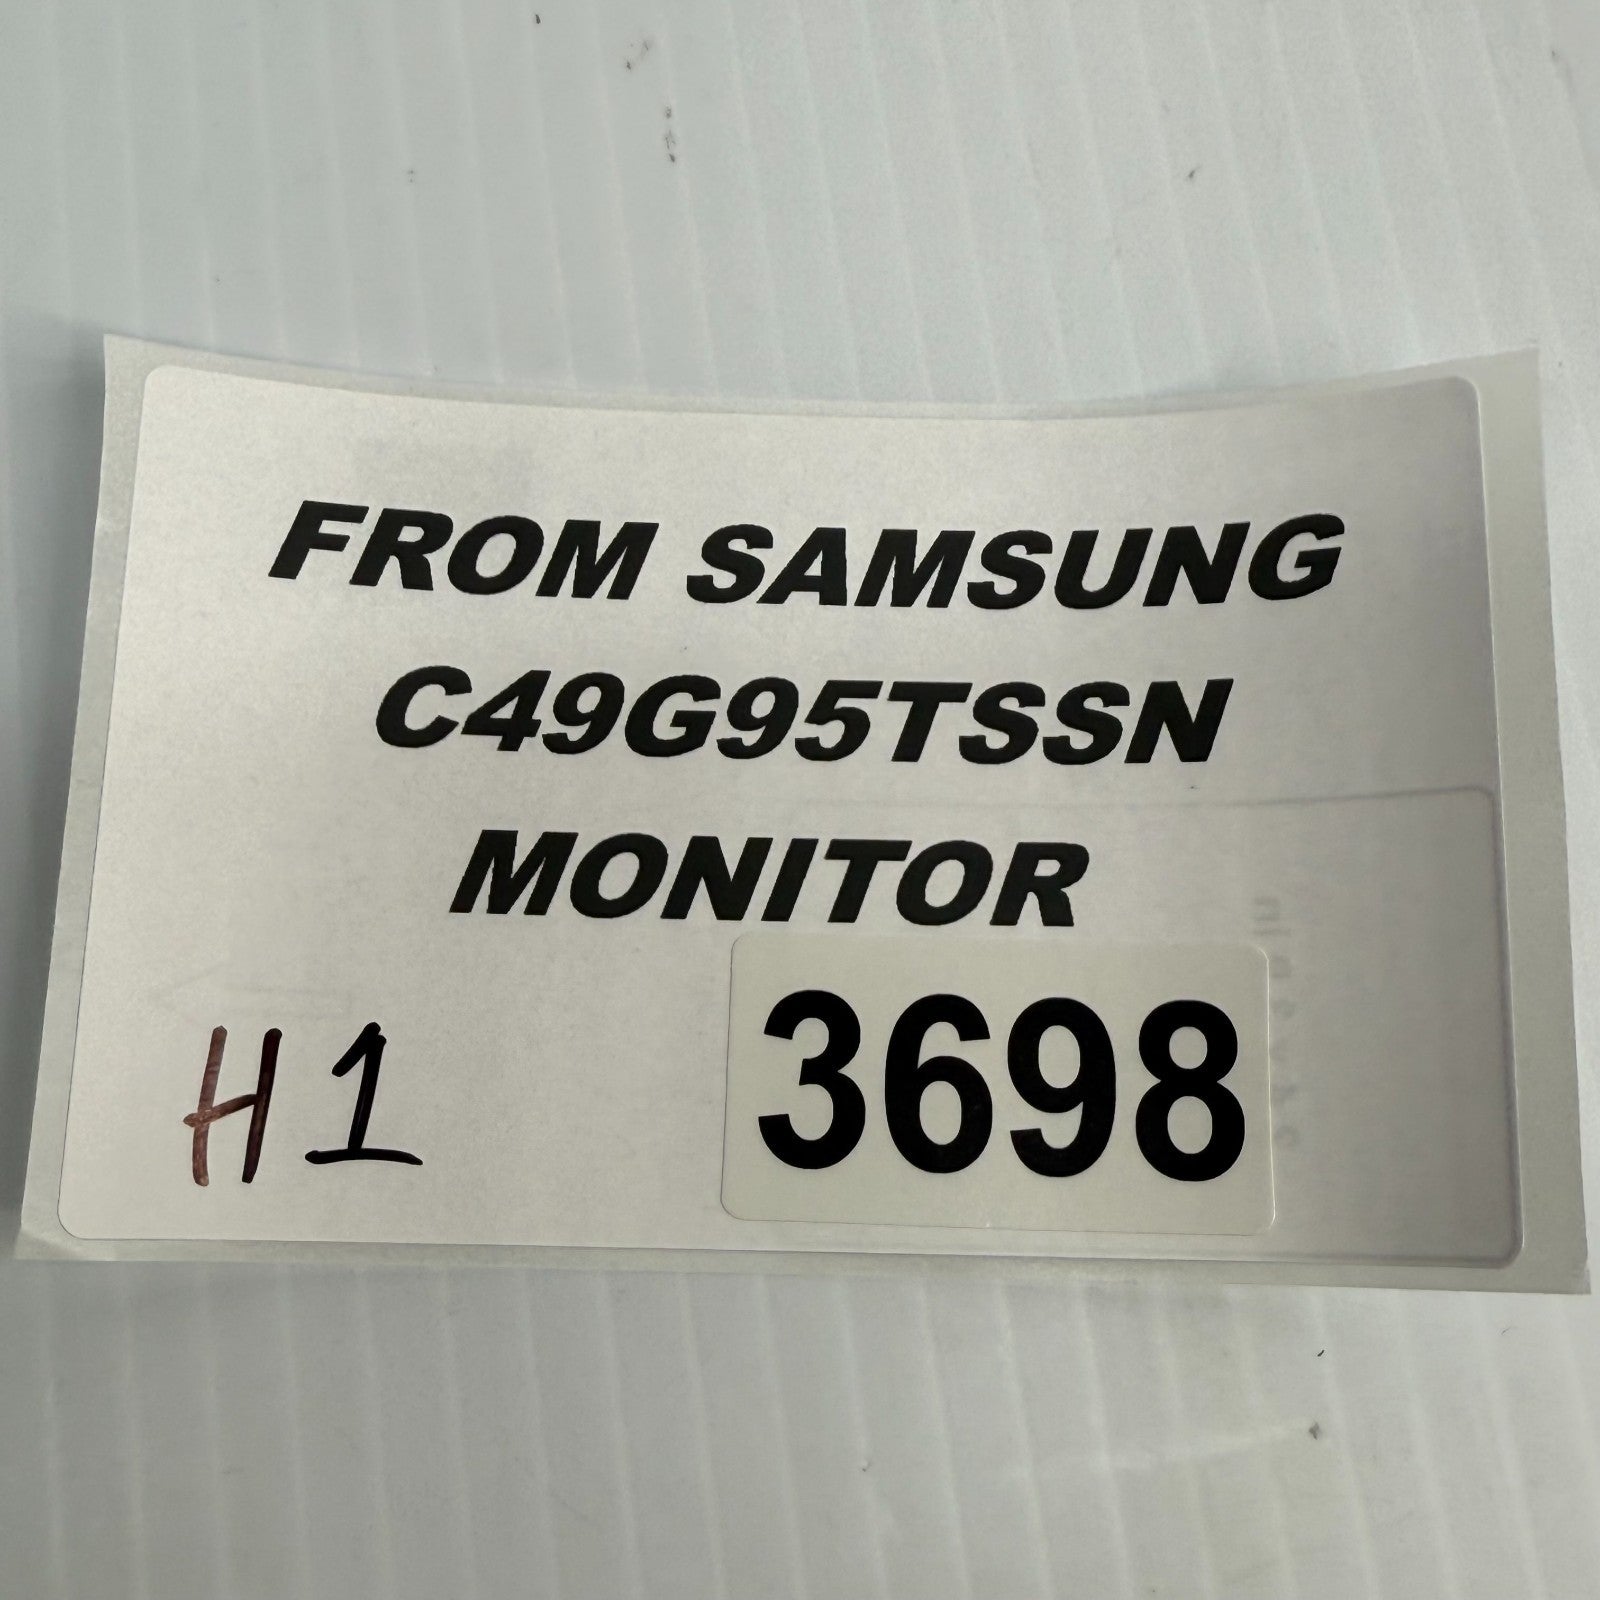 FROM SAMSUNG
C49G95TSSN
MONITOR
H1 3698